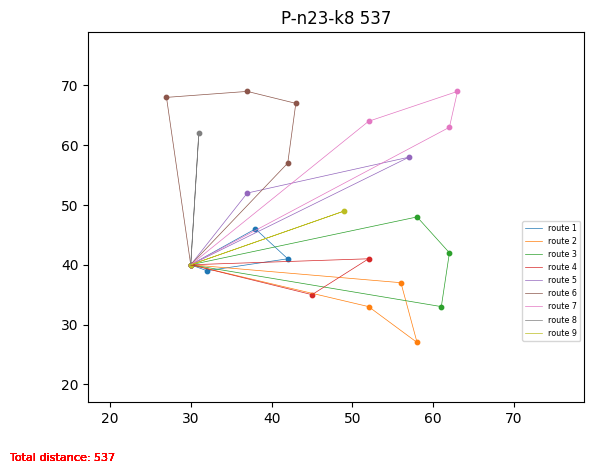 P-n23-k8 537
70
60
50
40
30
20
20
30
40
50
60
70
route 1
route 2
route 3
route 4
route 5
route 6
route 7
route 8
route 9
Total distance: 537